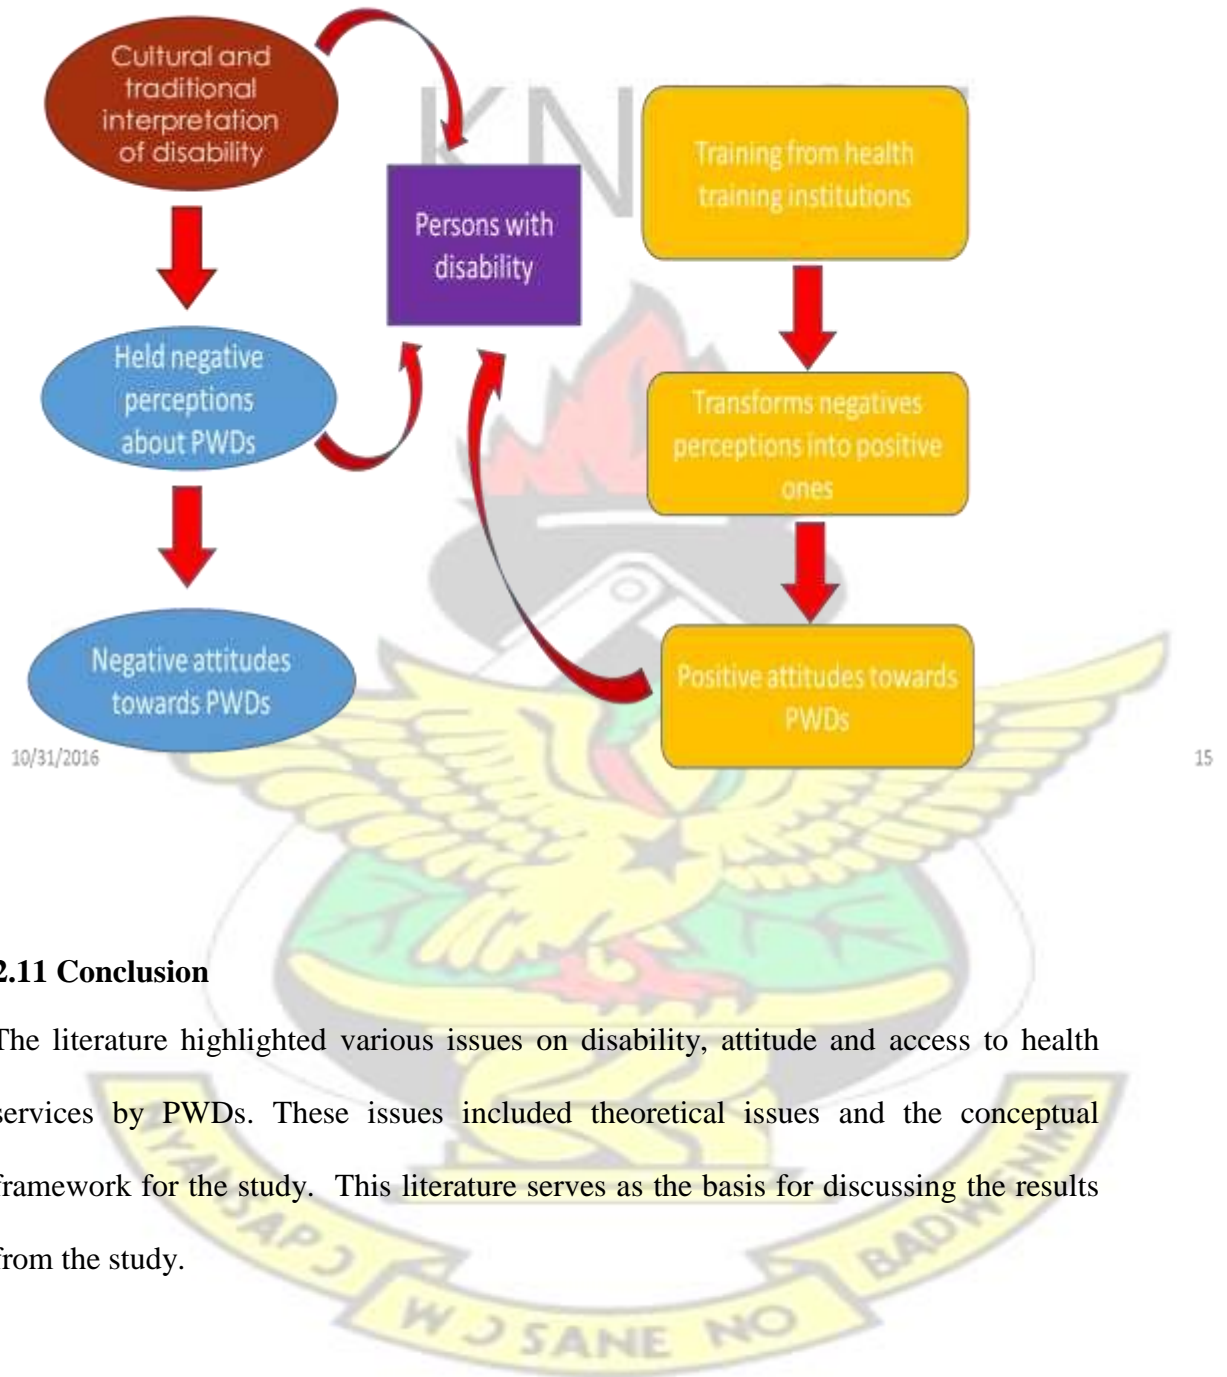 Cultural and
traditional
interpretation
of disability
Persons with
disability
Training from health
training institutions
Held negative
perceptions
about PWDs
Transforms negatives
perceptions into positive
ones
Negative attitudes
towards PWDs
Positive attitudes towards
PWDs
10/31/2016
15
2.11 Conclusion
The literature highlighted various issues on disability, attitude and access to health
services by PWDs. These issues included theoretical issues and the conceptual
framework for the study. This literature serves as the basis for discussing the results
from the study.
NYANSAPƆ
WƆSANE NO
BADWENMA